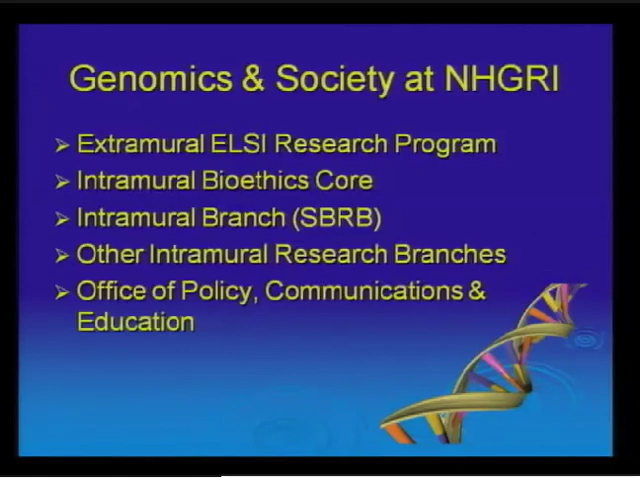 Genomics & Society at NHGRI
➢ Extramural ELSI Research Program
➢ Intramural Bioethics Core
➢ Intramural Branch (SBRB)
➢ Other Intramural Research Branches
➢ Office of Policy, Communications &
Education